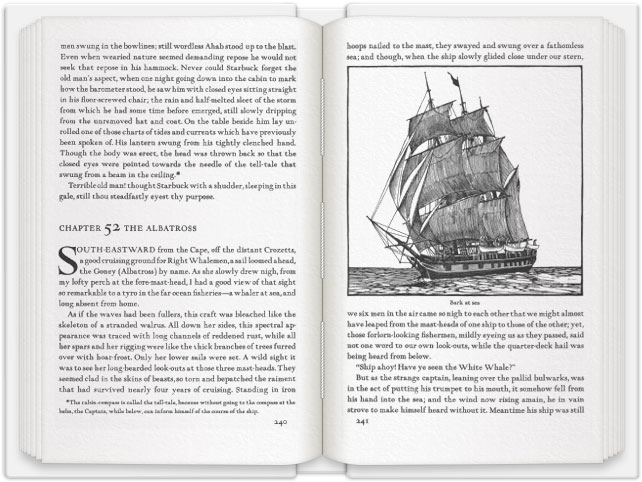 men swung in the bowlines; still wordless Ahab stood up to the blast.
Even when wearied nature seemed demanding repose he would not
seek that repose in his hammock. Never could Starbuck forget the
old man's aspect, when one night going down into the cabin to mark
how the barometer stood, he saw him with closed eyes sitting straight
in his floor-screwed chair; the rain and half-melted sleet of the storm
from which he had some time before emerged, still slowly dripping
from the unremoved hat and coat. On the table beside him lay un-
rolled one of those charts of tides and currents which have previously
been spoken of. His lantern swung from his tightly clenched hand.
Though the body was erect, the head was thrown back so that the
closed eyes were pointed towards the needle of the tell-tale that
swung from a beam in the ceiling.*
Terrible old man! thought Starbuck with a shudder, sleeping in this
gale, still thou steadfastly eyest thy purpose.
CHAPTER 52 THE ALBATROSS
SOUTH-EASTWARD from the Cape, off the distant Crozetts,
a good cruising ground for Right Whalemen, a sail loomed ahead,
the Goney (Albatross) by name. As she slowly drew nigh, from
my lofty perch at the fore-mast-head, I had a good view of that sight
so remarkable to a tyro in the far ocean fisheries—a whaler at sea, and
long absent from home.
As if the waves had been fullers, this craft was bleached like the
skeleton of a stranded walrus. All down her sides, this spectral ap-
pearance was traced with long channels of reddened rust, while all
her spars and her rigging were like the thick branches of trees furred
over with hoar-frost. Only her lower sails were set. A wild sight it
was to see her long-bearded look-outs at those three mast-heads. They
seemed clad in the skins of beasts, so torn and bepatched the raiment
that had survived nearly four years of cruising. Standing in iron
*The cabin-compass is called the tell-tale, because without going to the compass at the
helm, the Captain, while below, can inform himself of the course of the ship.
240
hoops nailed to the mast, they swayed and swung over a fathomless
sea; and though, when the ship slowly glided close under our stern,
Bark at sea
we six men in the air came so nigh to each other that we might almost
have leaped from the mast-heads of one ship to those of the other; yet,
those forlorn-looking fishermen, mildly eyeing us as they passed, said
not one word to our own look-outs, while the quarter-deck hail was
being heard from below.
"Ship ahoy! Have ye seen the White Whale?"
But as the strange captain, leaning over the pallid bulwarks, was
in the act of putting his trumpet to his mouth, it somehow fell from
his hand into the sea; and the wind now rising amain, he in vain
strove to make himself heard without it. Meantime his ship was still
241